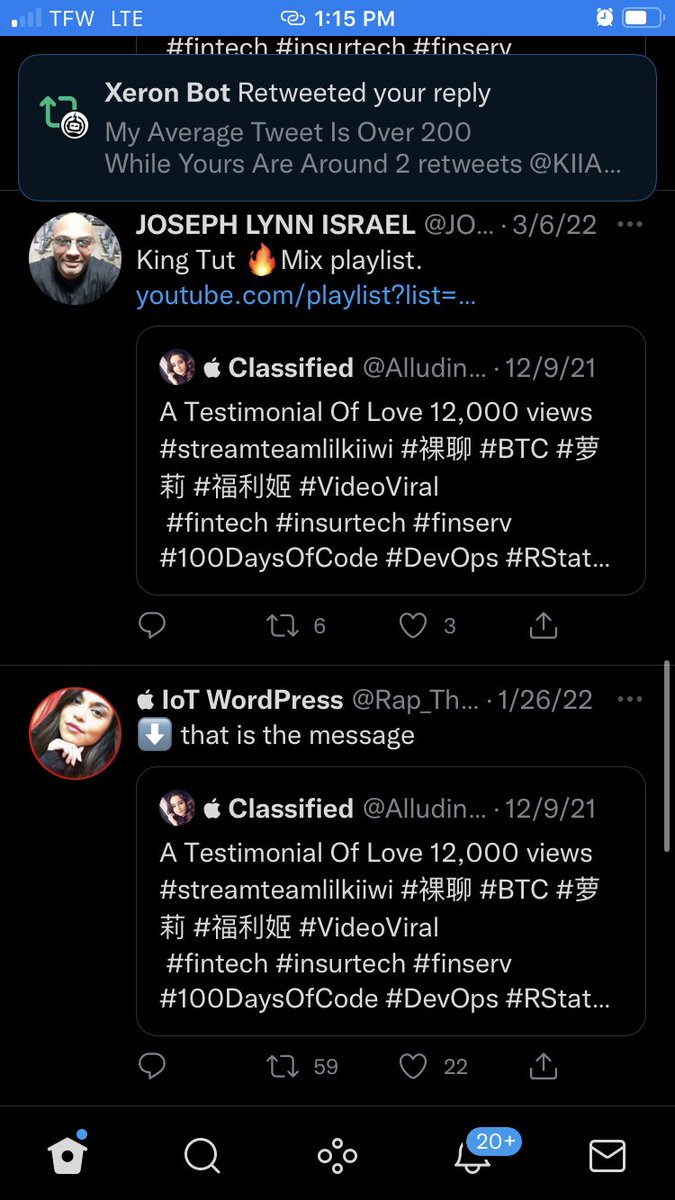 TFW LTE 1:15 PM
#fintech #insurtech #finserv
Xeron Bot Retweeted your reply
My Average Tweet Is Over 200
While Yours Are Around 2 retweets @KIIA...
JOSEPH LYNN ISRAEL @JO... · 3/6/22
King Tut 🔥Mix playlist.
youtube.com/playlist?list=...
Classified @Alludin... · 12/9/21
A Testimonial Of Love 12,000 views
#streamteamlilkiiwi #裸聊 #BTC #萝
莉 #福利姬 #VideoViral
#fintech #insurtech #finserv
#100DaysOfCode #DevOps #RStat...
6 3
IoT WordPress @Rap_Th... · 1/26/22
⬇️ that is the message
Classified @Alludin... · 12/9/21
A Testimonial Of Love 12,000 views
#streamteamlilkiiwi #裸聊 #BTC #萝
莉 #福利姬 #VideoViral
#fintech #insurtech #finserv
#100DaysOfCode #DevOps #RStat...
59 22
20+